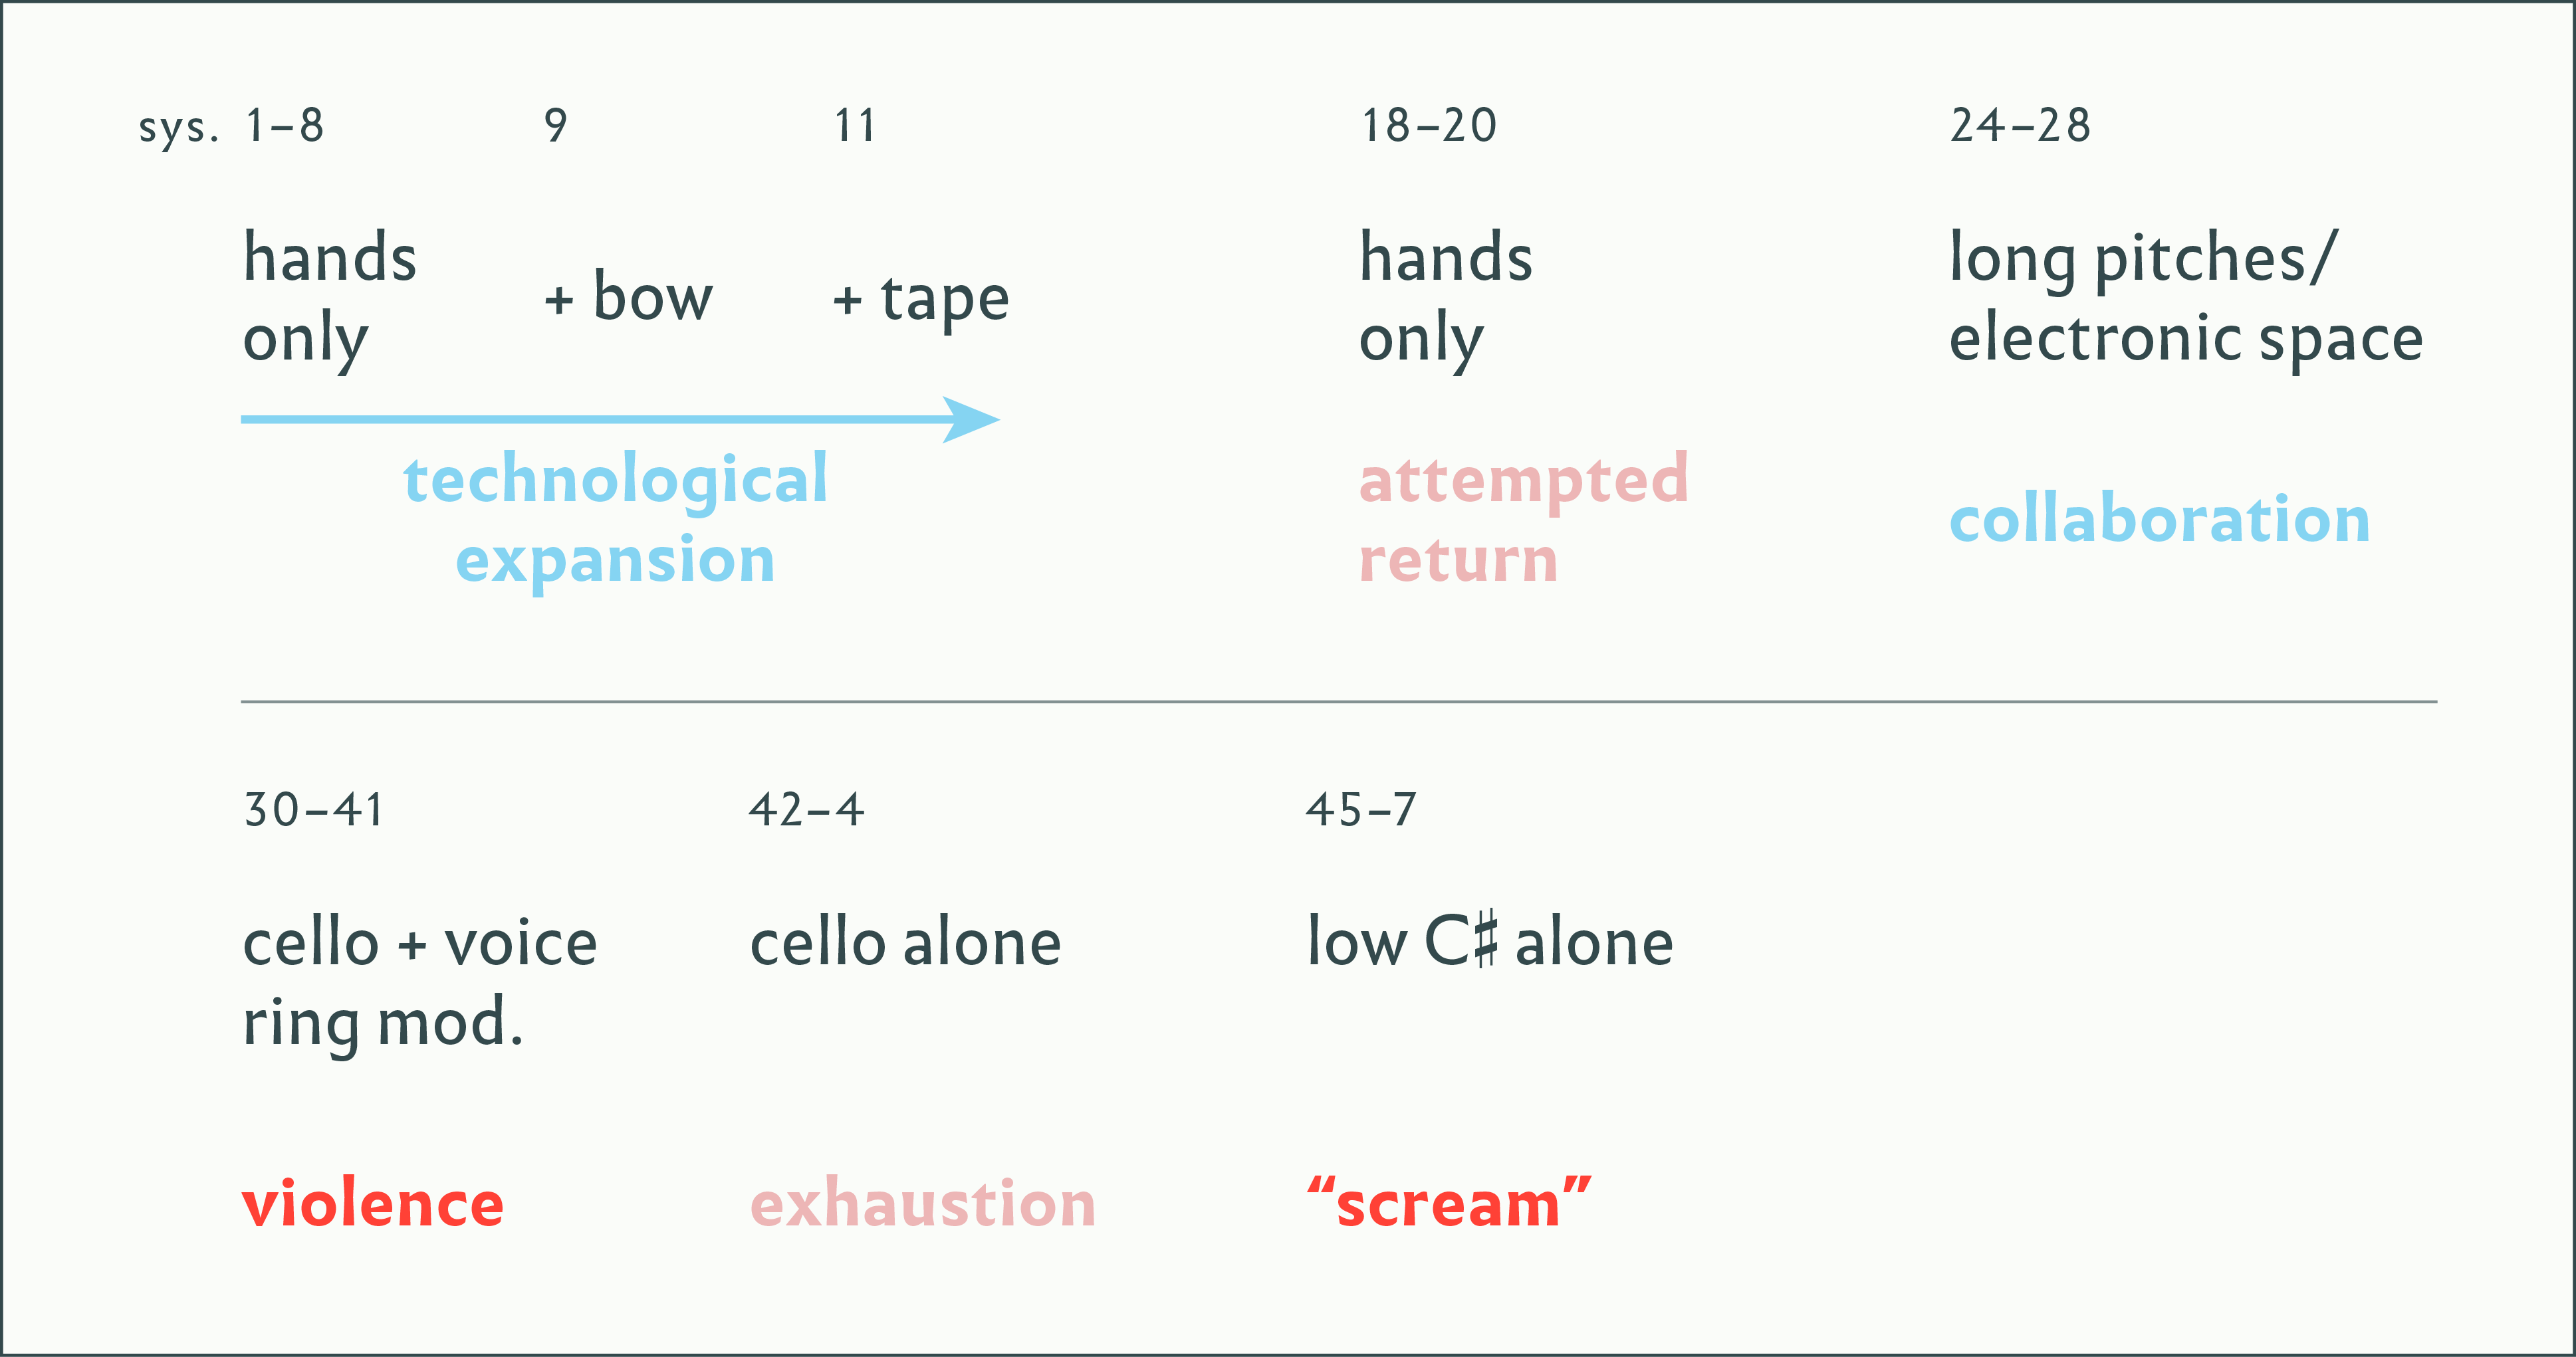 sys. 1–8 9 11 18–20 24–28
hands only + bow + tape hands only long pitches/ electronic space
technological expansion attempted return collaboration
30–41 42–4 45–7
cello + voice ring mod. cello alone low C♯ alone
violence exhaustion “scream”